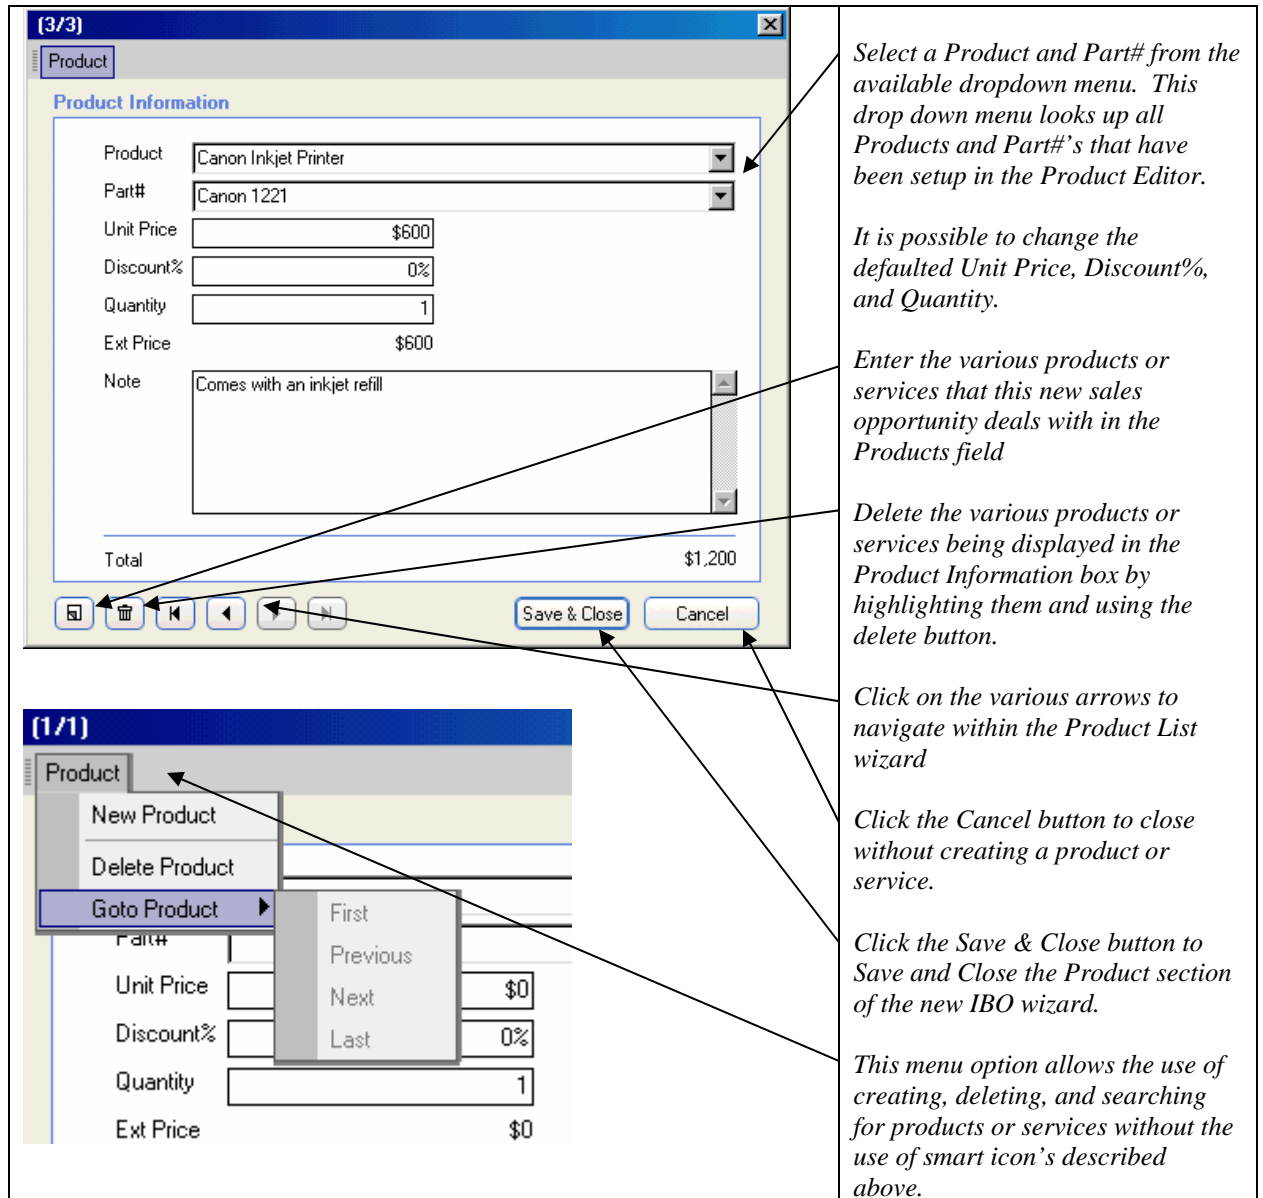 (3/3)
Product
Product Information
Product Canon Inkjet Printer
Part# Canon 1221
Unit Price $600
Discount% 0%
Quantity 1
Ext Price $600
Note Comes with an inkjet refill
Total $1,200
Save & Close Cancel
(1/1)
Product
New Product
Delete Product
Goto Product
First
Previous
Next
Last
Part#
Unit Price $0
Discount% 0%
Quantity 1
Ext Price $0
Select a Product and Part# from the
available dropdown menu. This
drop down menu looks up all
Products and Part#'s that have
been setup in the Product Editor.
It is possible to change the
defaulted Unit Price, Discount%,
and Quantity.
Enter the various products or
services that this new sales
opportunity deals with in the
Products field
Delete the various products or
services being displayed in the
Product Information box by
highlighting them and using the
delete button.
Click on the various arrows to
navigate within the Product List
wizard
Click the Cancel button to close
without creating a product or
service.
Click the Save & Close button to
Save and Close the Product section
of the new IBO wizard.
This menu option allows the use of
creating, deleting, and searching
for products or services without the
use of smart icon's described
above.